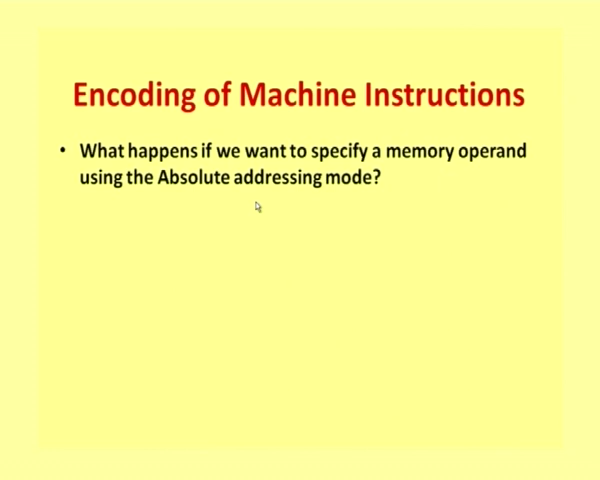 Encoding of Machine Instructions
• What happens if we want to specify a memory operand
using the Absolute addressing mode?